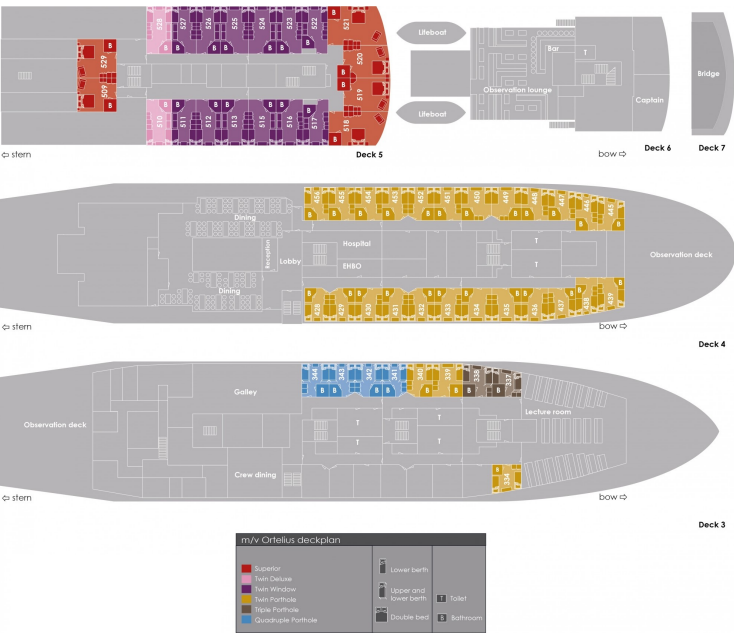 528
527
526
525
524
523
522
521
B
B B
B B
B B
B
B
B
529
509
B
B
520
B
B
519
B B
B B
B B
B
510
511
512
513
515
516
517
518
B
⇦ stern
Deck 5
Lifeboat
Lifeboat
Bar
T
Observation lounge
Captain
bow ⇨
Deck 6
Bridge
Deck 7
456
455
454
453
452
451
450
449
448
447
446
445
B
B B
B B
B B
B B
B
B
Dining
Reception
Lobby
Hospital
EHBO
T
T
Observation deck
Dining
B
B B
B B
B B
B B
B
B
428
429
430
431
432
433
434
435
436
437
438
439
⇦ stern
bow ⇨
Deck 4
344
343
342
341
340
339
338
337
B
B B
B B
B
B
B
B
Galley
Observation deck
Lecture room
T
T
T
T
Crew dining
B
334
⇦ stern
bow ⇨
Deck 3
m/v Ortelius deckplan
Superior
Twin Deluxe
Twin Window
Twin Porthole
Triple Porthole
Quadruple Porthole
Lower berth
Upper and
lower berth
Double bed
T Toilet
B Bathroom